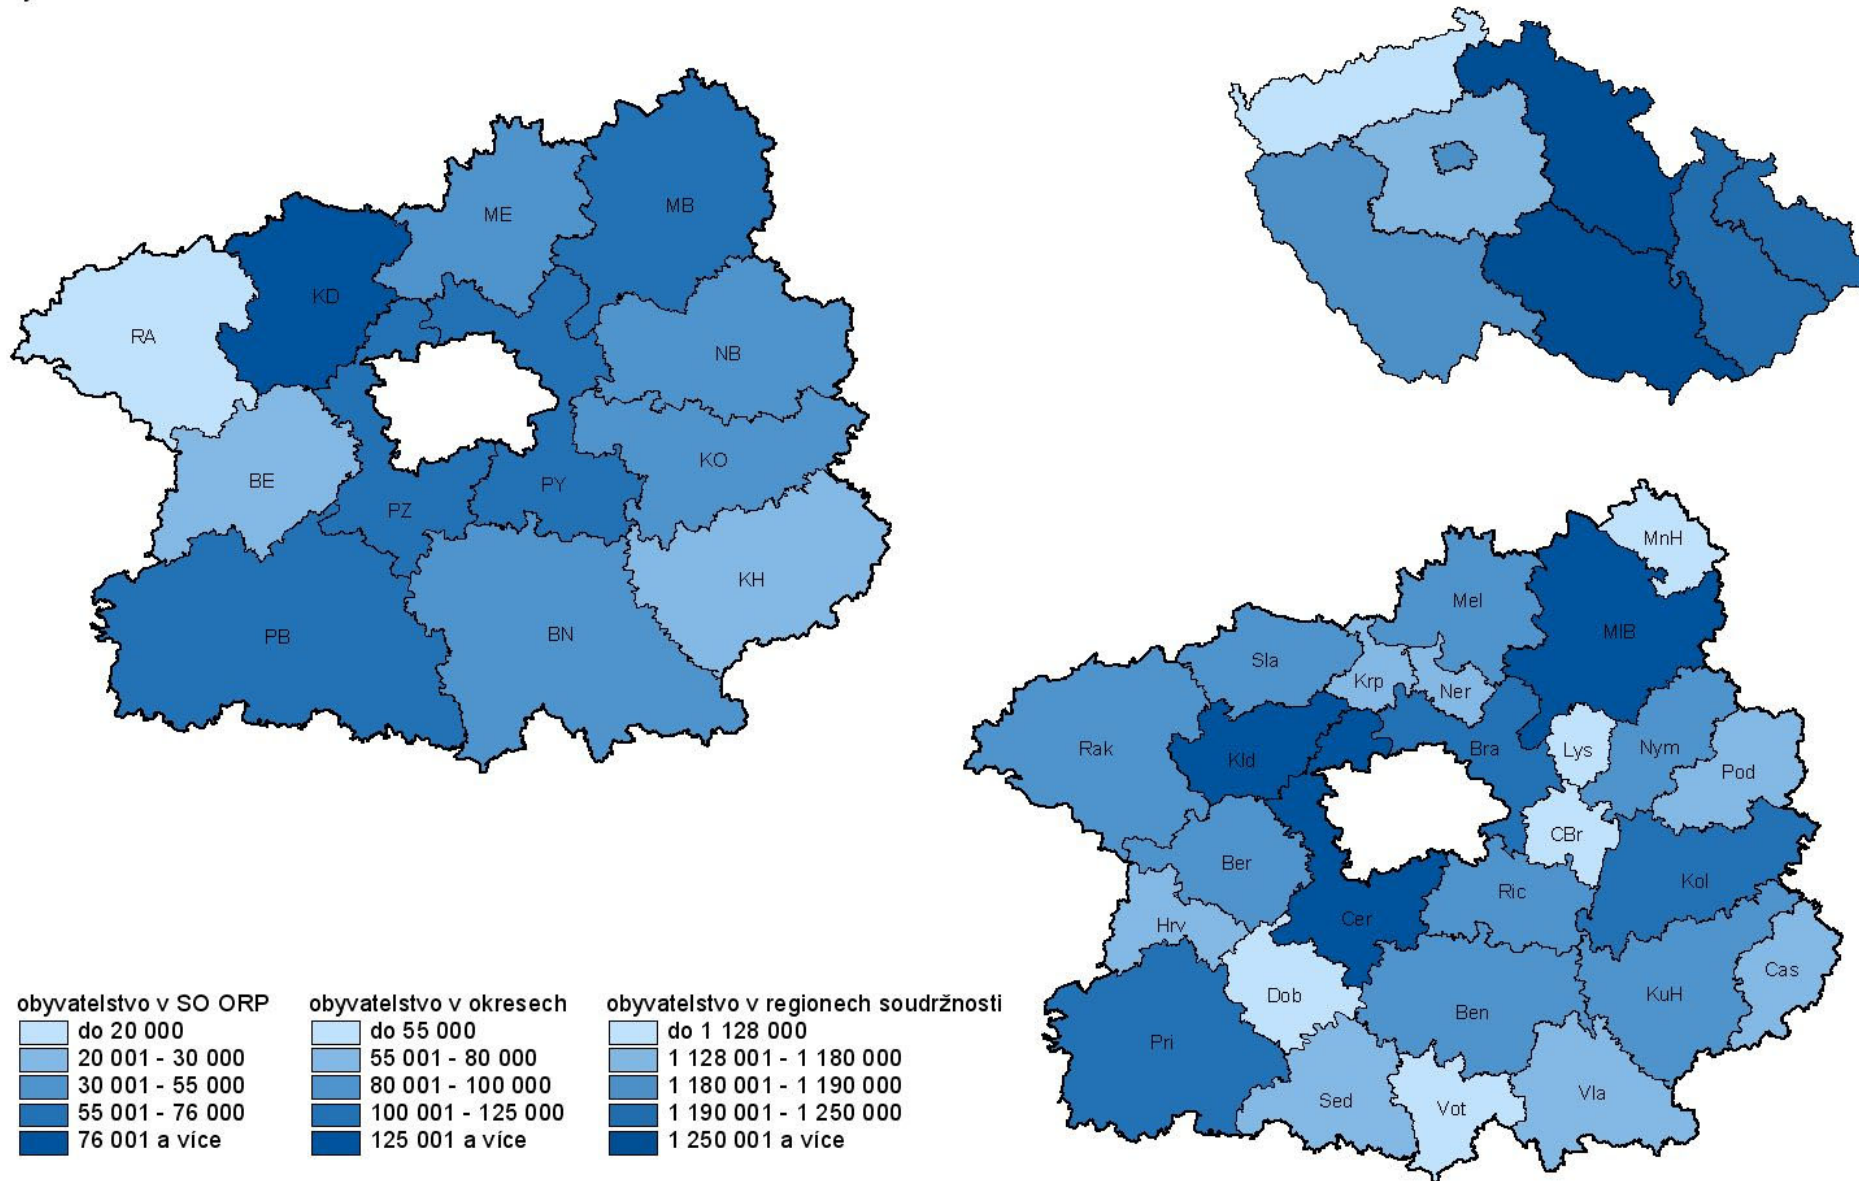 ME
MB
KD
RA
NB
KO
BE
PY
PZ
KH
PB
BN
MnH
Mel
MlB
Sla
Krp
Ner
Rak
Kld
Bra
Lys
Nym
Pod
CBr
Ber
Ric
Kol
Hrv
Cer
Cas
Dob
KuH
Ben
Pri
Sed
Vot
Vla
obyvatelstvo v SO ORP
do 20 000
20 001 - 30 000
30 001 - 55 000
55 001 - 76 000
76 001 a více
obyvatelstvo v okresech
do 55 000
55 001 - 80 000
80 001 - 100 000
100 001 - 125 000
125 001 a více
obyvatelstvo v regionech soudržnosti
do 1 128 000
1 128 001 - 1 180 000
1 180 001 - 1 190 000
1 190 001 - 1 250 000
1 250 001 a více